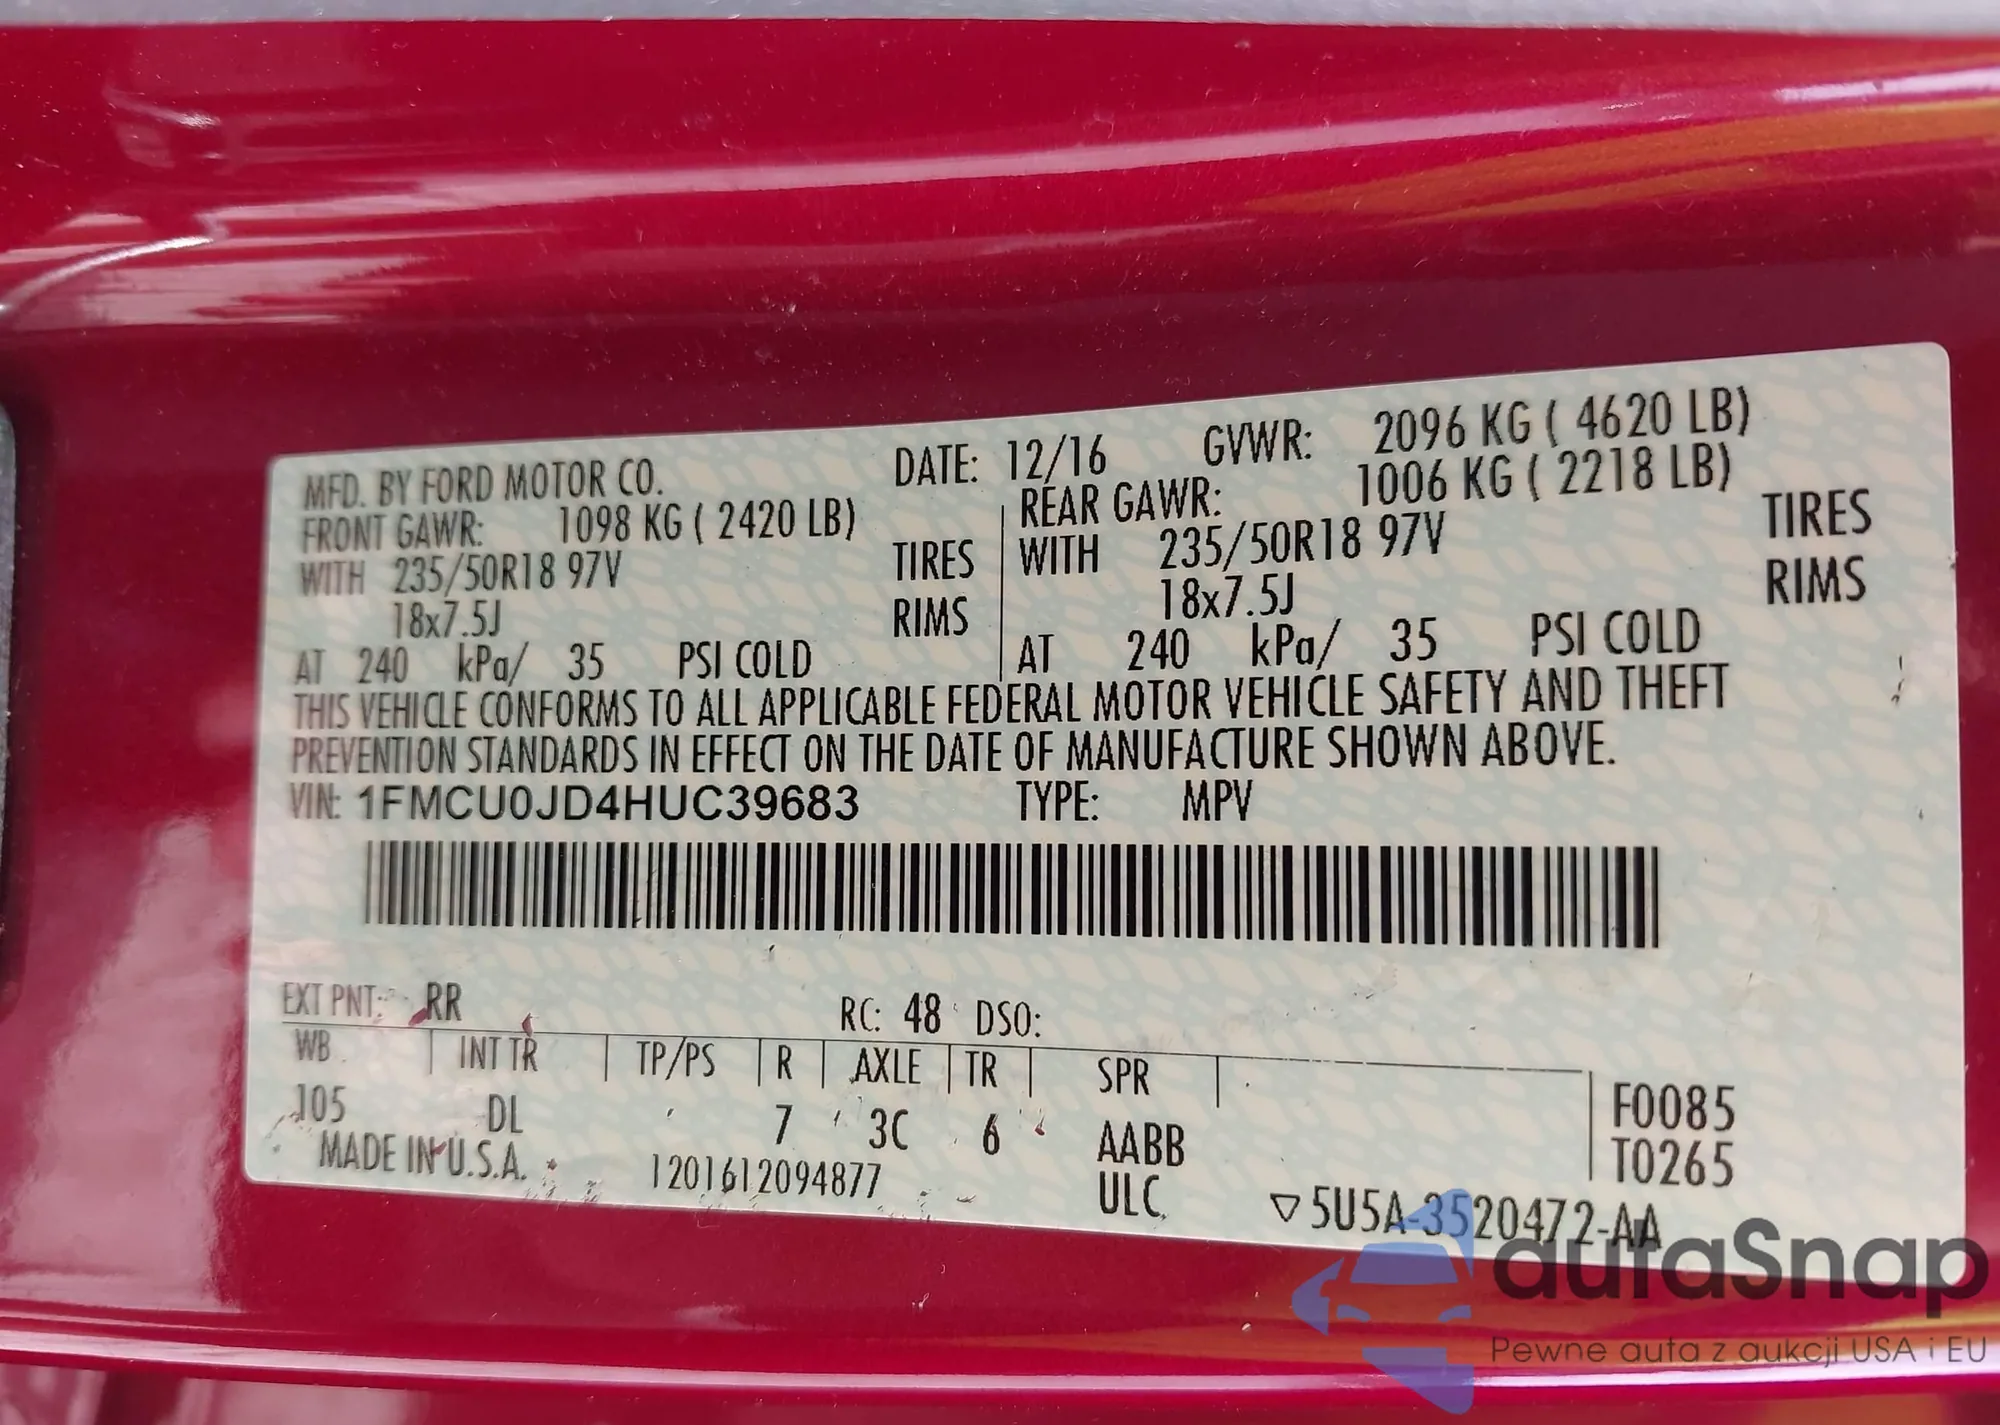 MFD. BY FORD MOTOR CO. DATE: 12/16 GVWR: 2096 KG ( 4620 LB)
FRONT GAWR: 1098 KG ( 2420 LB) REAR GAWR: 1006 KG ( 2218 LB)
WITH 235/50R18 97V TIRES WITH 235/50R18 97V TIRES
18x7.5J RIMS 18x7.5J RIMS
AT 240 kPa/ 35 PSI COLD AT 240 kPa/ 35 PSI COLD
THIS VEHICLE CONFORMS TO ALL APPLICABLE FEDERAL MOTOR VEHICLE SAFETY AND THEFT
PREVENTION STANDARDS IN EFFECT ON THE DATE OF MANUFACTURE SHOWN ABOVE.
VIN: 1FMCU0JD4HUC39683 TYPE: MPV
EXT PNT: RR RC: 48 DSO:
WB INT TR TP/PS R AXLE TR SPR
105 DL 7 3C 6 AABB F0085
MADE IN U.S.A. 1201612094877 ULC T0265
▽5U5A-3520472-AA
autaSnap
Pewne auta z aukcji USA i EU